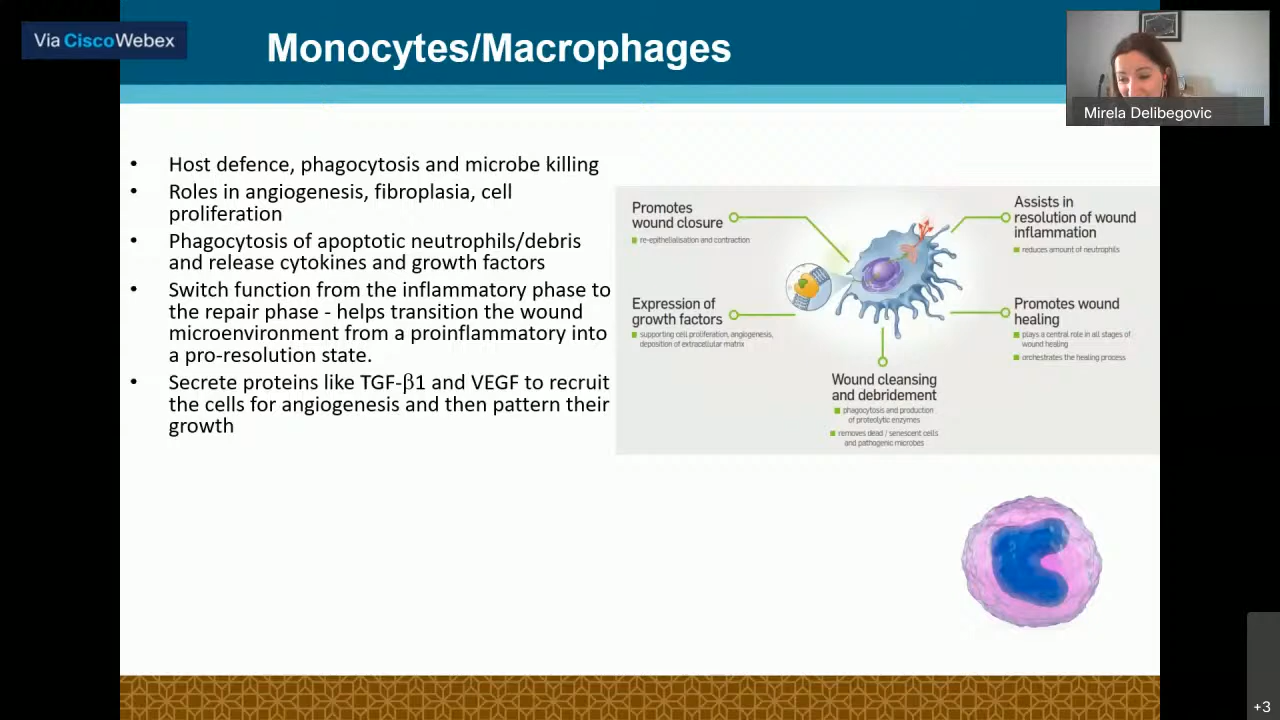 Via CiscoWebex
Monocytes/Macrophages
Mirela Delibegovic
• Host defence, phagocytosis and microbe killing
• Roles in angiogenesis, fibroplasia, cell
proliferation
• Phagocytosis of apoptotic neutrophils/debris
and release cytokines and growth factors
• Switch function from the inflammatory phase to
the repair phase - helps transition the wound
microenvironment from a proinflammatory into
a pro-resolution state.
• Secrete proteins like TGF-β1 and VEGF to recruit
the cells for angiogenesis and then pattern their
growth
Promotes
wound closure
re-epithelialisation and contraction
Expression of
growth factors
supporting cell proliferation, angiogenesis,
deposition of extracellular matrix
Wound cleansing
and debridement
phagocytosis and production
of proteolytic enzymes
removes dead / senescent cells
and pathogenic microbes
Assists in
resolution of wound
inflammation
reduces amount of neutrophils
Promotes wound
healing
plays a central role in all stages of
wound healing
orchestrates the healing process
+3